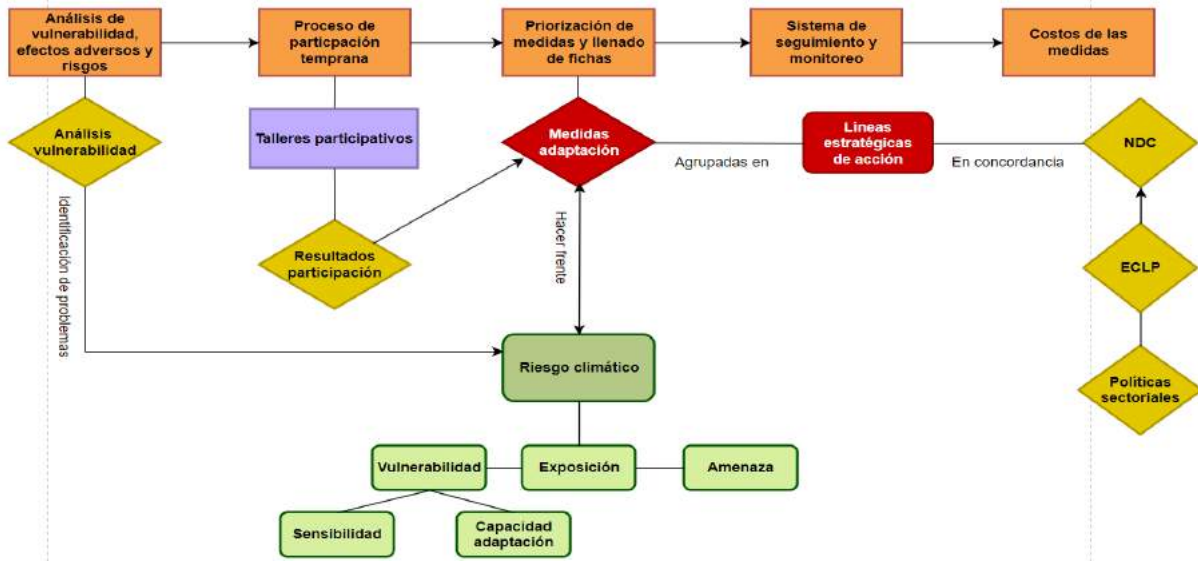 Análisis de
vulnerabilidad,
efectos adversos y
risgos
Proceso de
particpación
temprana
Priorización de
medidas y llenado
de fichas
Sistema de
seguimiento y
monitoreo
Costos de las
medidas
Análisis
vulnerabilidad
Talleres participativos
Medidas
adaptación
Agrupadas en
Lineas
estratégicas
de acción
En concordancia
NDC
Identificación de problemas
Resultados
participación
Hacer frente
ECLP
Riesgo climático
Políticas
sectoriales
Vulnerabilidad
Exposición
Amenaza
Sensibilidad
Capacidad
adaptación